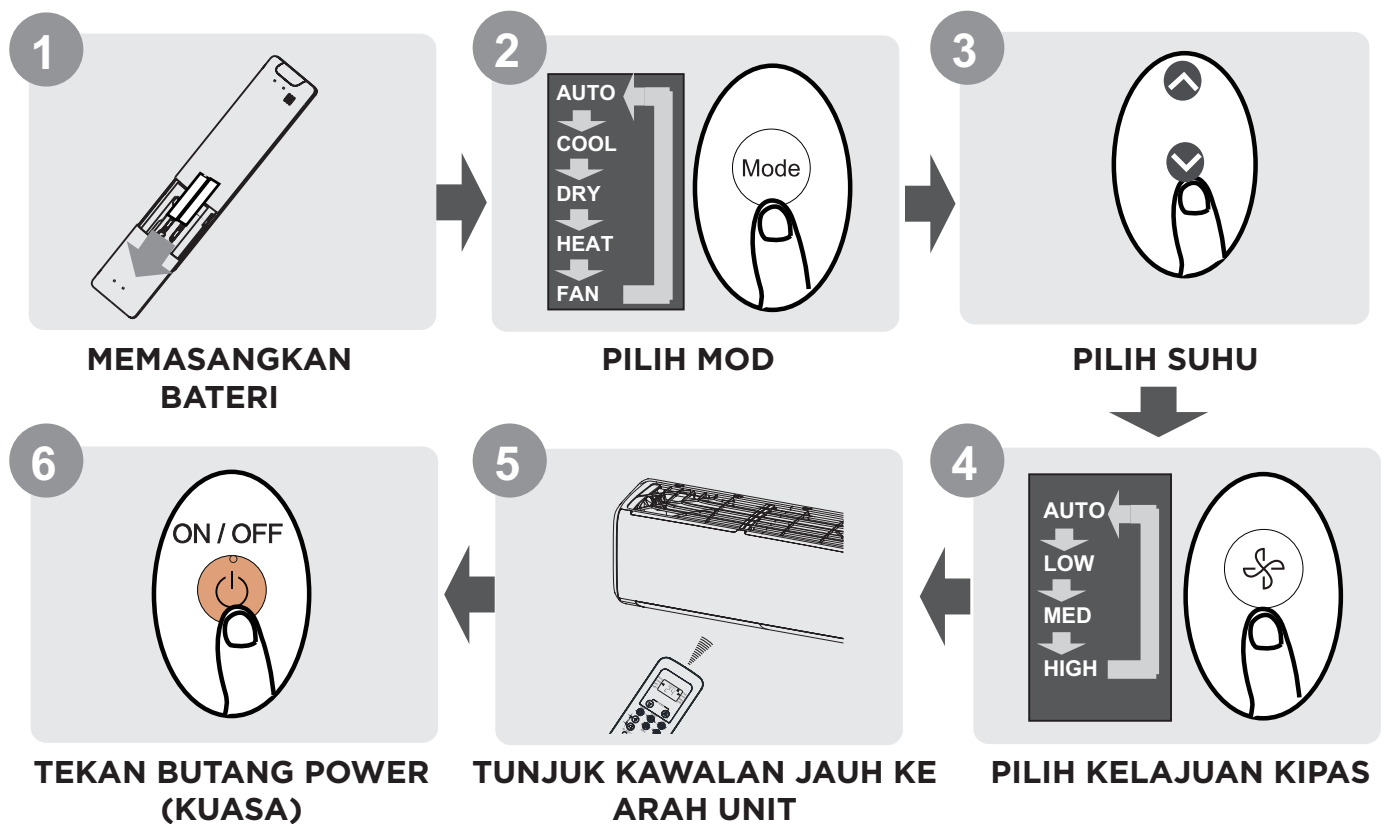 1
MEMASANGKAN
BATERI
2
AUTO
COOL
DRY
HEAT
FAN
Mode
PILIH MOD
3
PILIH SUHU
4
AUTO
LOW
MED
HIGH
PILIH KELAJUAN KIPAS
5
TUNJUK KAWALAN JAUH KE
ARAH UNIT
6
ON / OFF
TEKAN BUTANG POWER
(KUASA)